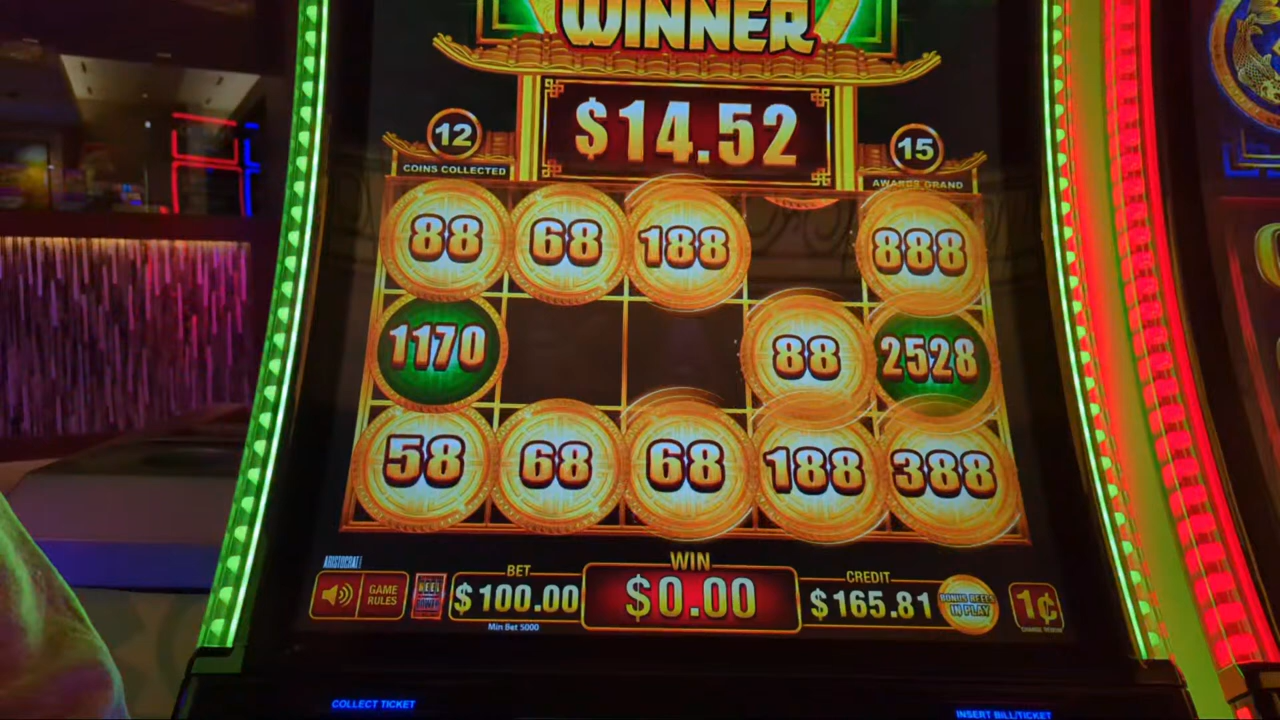 WINNER
$14.52
12
COINS COLLECTED
15
AWARDS GRAND
88 68 188 888
1170 88 2528
58 68 68 188 388
ARISTOCRAT
GAME
RULES
BET
$100.00
Min Bet 5000
WIN
$0.00
CREDIT
$165.81
BONUS REELS
IN PLAY
1¢
COLLECT TICKET
INSERT BILL/TICKET